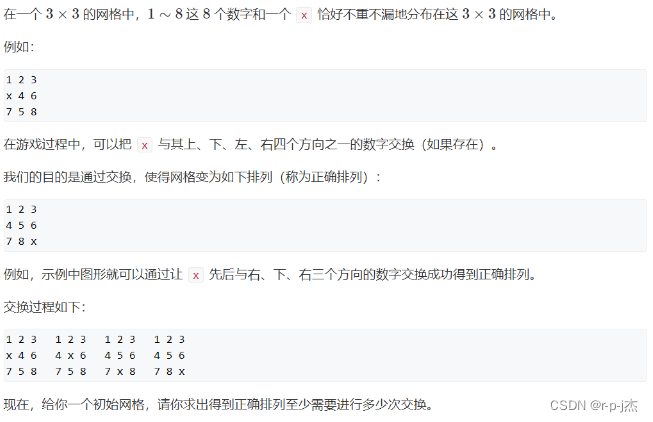 在一个 3 × 3 的网格中，1 ∼ 8 这 8 个数字和一个 x 恰好不重不漏地分布在这 3 × 3 的网格中。
例如：
1 2 3
x 4 6
7 5 8
在游戏过程中，可以把 x 与其上、下、左、右四个方向之一的数字交换（如果存在）。
我们的目的是通过交换，使得网格变为如下排列（称为正确排列）：
1 2 3
4 5 6
7 8 x
例如，示例中图形就可以通过让 x 先后与右、下、右三个方向的数字交换成功得到正确排列。
交换过程如下：
1 2 3   1 2 3   1 2 3   1 2 3
x 4 6   4 x 6   4 5 6   4 5 6
7 5 8   7 5 8   7 x 8   7 8 x
现在，给你一个初始网格，请你求出得到正确排列至少需要进行多少次交换。
CSDN @r-p-j杰